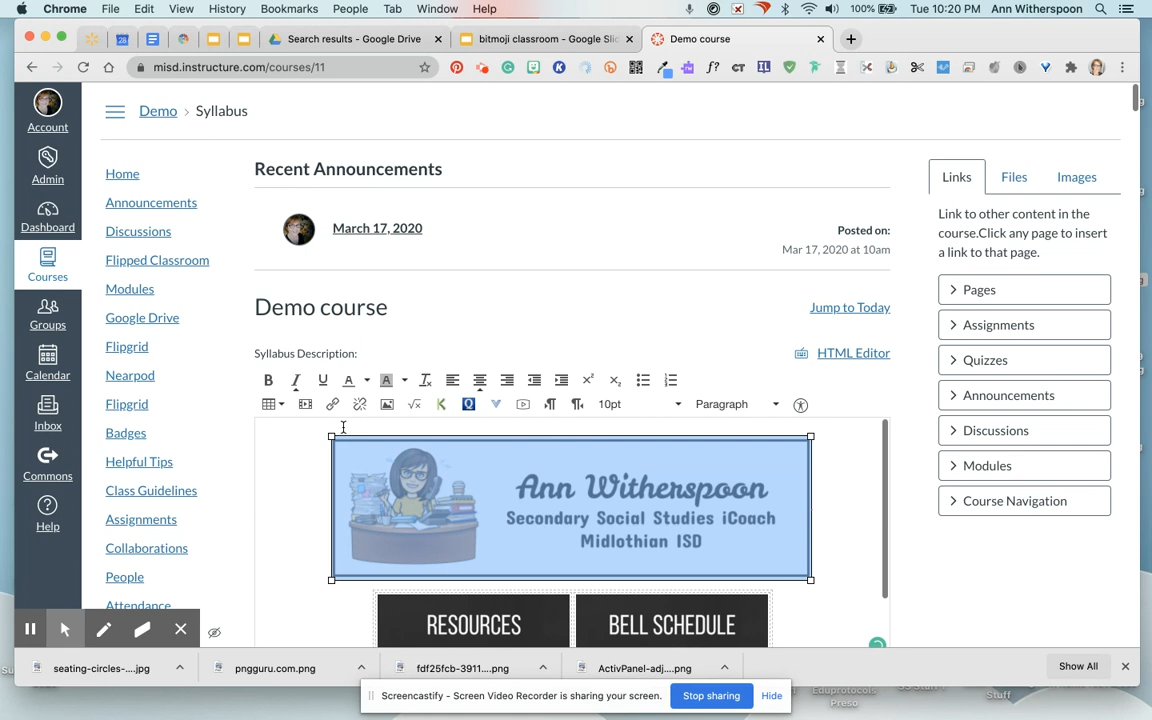 Chrome File Edit View History Bookmarks People Tab Window Help 100% Tue 10:20 PM Ann Witherspoon
Search results - Google Drive bitmoji classroom - Google Slid Demo course
misd.instructure.com/courses/11
Account
Admin
Dashboard
Courses
Groups
Calendar
Inbox
Commons
Help
Demo › Syllabus
Home
Announcements
Discussions
Flipped Classroom
Modules
Google Drive
Flipgrid
Nearpod
Flipgrid
Badges
Helpful Tips
Class Guidelines
Assignments
Collaborations
People
Attendance
Recent Announcements
March 17, 2020
Posted on:
Mar 17, 2020 at 10am
Demo course
Jump to Today
Syllabus Description:
HTML Editor
10pt Paragraph
Ann Witherspoon
Secondary Social Studies iCoach
Midlothian ISD
RESOURCES BELL SCHEDULE
Links Files Images
Link to other content in the
course.Click any page to insert
a link to that page.
Pages
Assignments
Quizzes
Announcements
Discussions
Modules
Course Navigation
seating-circles-....jpg pngguru.com.png fdf25fcb-3911....png ActivPanel-adj....png Show All
Screencastify - Screen Video Recorder is sharing your screen. Stop sharing Hide
Eduprotocols
Preso
Stuff